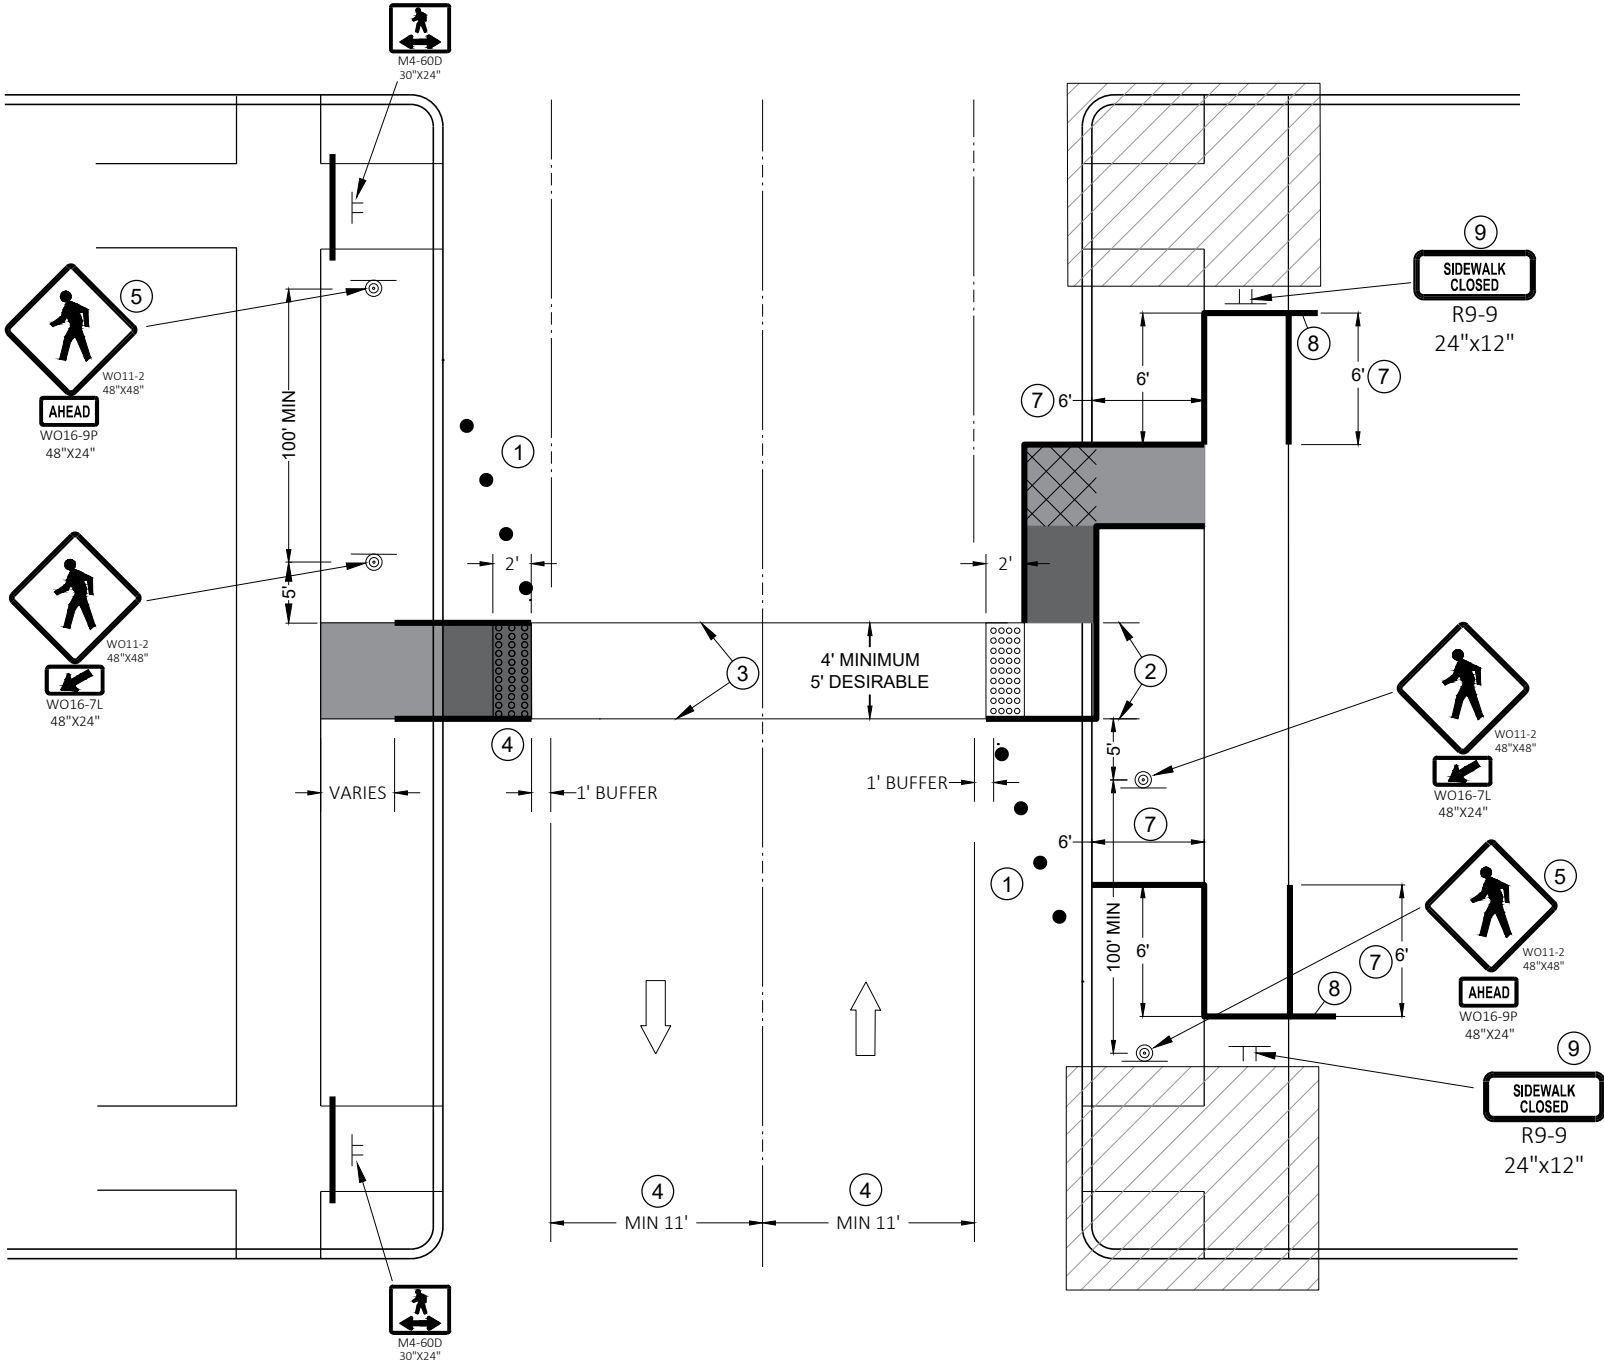 M4-60D
30"X24"
9
SIDEWALK
CLOSED
R9-9
24"x12"
5
WO11-2
48"X48"
AHEAD
WO16-9P
48"X24"
8
6'
6'
7
7
6'
100' MIN
1
2'
2'
5'
WO11-2
48"X48"
WO16-7L
48"X24"
3
4' MINIMUM
5' DESIRABLE
2
4
5'
WO11-2
48"X48"
WO16-7L
48"X24"
VARIES
1' BUFFER
1' BUFFER
7
6'
1
5
100' MIN
6'
7
6'
WO11-2
48"X48"
AHEAD
WO16-9P
48"X24"
8
9
SIDEWALK
CLOSED
R9-9
24"x12"
4
4
MIN 11'
MIN 11'
M4-60D
30"X24"